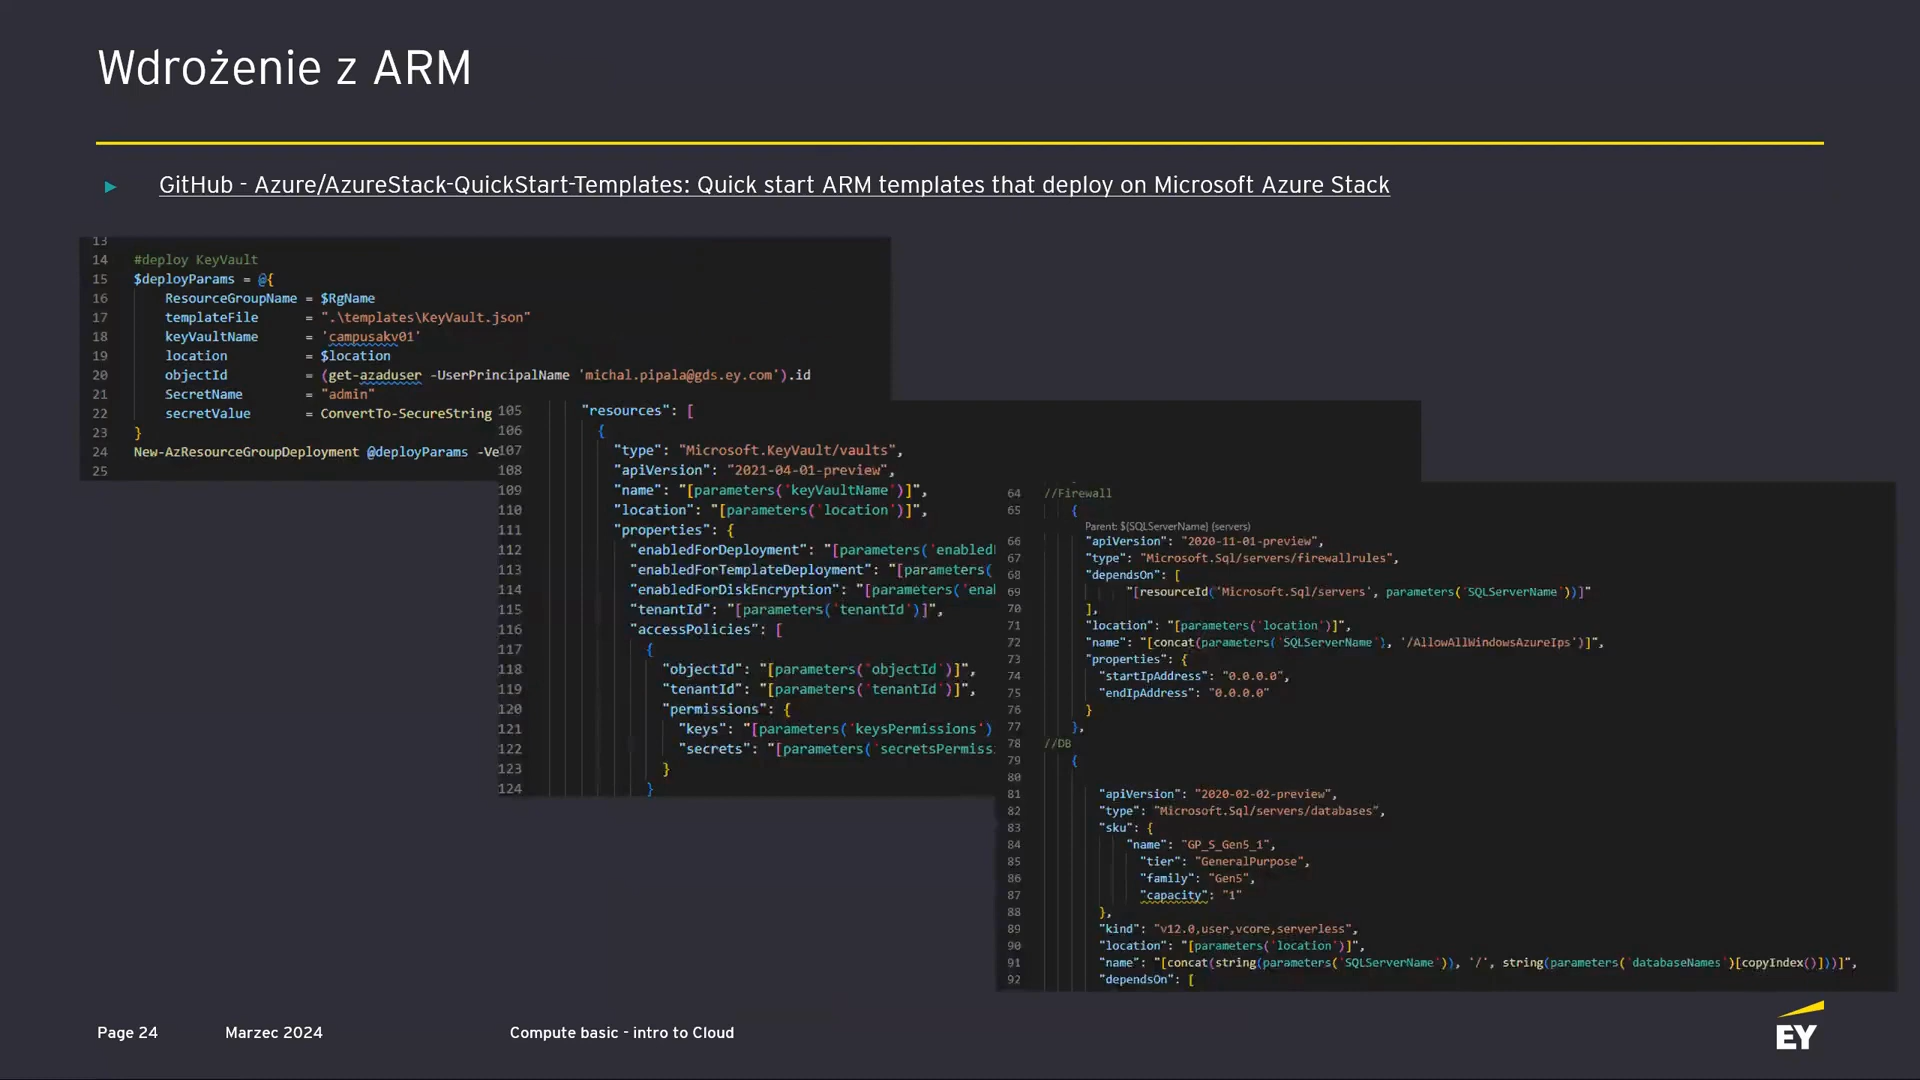 Wdrożenie z ARM
► GitHub - Azure/AzureStack-QuickStart-Templates: Quick start ARM templates that deploy on Microsoft Azure Stack
13
14 #deploy KeyVault
15 $deployParams = @{
16 ResourceGroupName = $RgName
17 templateFile = ".\templates\KeyVault.json"
18 keyVaultName = 'campusakv01'
19 location = $location
20 objectId = (get-azaduser -UserPrincipalName 'michal.pipala@gds.ey.com').id
21 SecretName = "admin"
22 secretValue = ConvertTo-SecureString
23 }
24 New-AzResourceGroupDeployment @deployParams -Ve
25
105 "resources": [
106 {
107 "type": "Microsoft.KeyVault/vaults",
108 "apiVersion": "2021-04-01-preview",
109 "name": "[parameters('keyVaultName')]",
110 "location": "[parameters('location')]",
111 "properties": {
112 "enabledForDeployment": "[parameters('enabled
113 "enabledForTemplateDeployment": "[parameters(
114 "enabledForDiskEncryption": "[parameters('ena
115 "tenantId": "[parameters('tenantId')]",
116 "accessPolicies": [
117 {
118 "objectId": "[parameters('objectId')]",
119 "tenantId": "[parameters('tenantId')]",
120 "permissions": {
121 "keys": "[parameters('keysPermissions')
122 "secrets": "[parameters('secretsPermiss
123 }
124 }
64 //Firewall
65 {
Parent: ${SQLServerName} (servers)
66 "apiVersion": "2020-11-01-preview",
67 "type": "Microsoft.Sql/servers/firewallrules",
68 "dependsOn": [
69 "[resourceId('Microsoft.Sql/servers', parameters('SQLServerName'))]"
70 ],
71 "location": "[parameters('location')]",
72 "name": "[concat(parameters('SQLServerName'), '/AllowAllWindowsAzureIps')]",
73 "properties": {
74 "startIpAddress": "0.0.0.0",
75 "endIpAddress": "0.0.0.0"
76 }
77 },
78 //DB
79 {
80
81 "apiVersion": "2020-02-02-preview",
82 "type": "Microsoft.Sql/servers/databases",
83 "sku": {
84 "name": "GP_S_Gen5_1",
85 "tier": "GeneralPurpose",
86 "family": "Gen5",
87 "capacity": "1"
88 },
89 "kind": "v12.0,user,vcore,serverless",
90 "location": "[parameters('location')]",
91 "name": "[concat(string(parameters('SQLServerName')), '/', string(parameters('databaseNames')[copyIndex()]))]",
92 "dependsOn": [
Page 24 Marzec 2024 Compute basic - intro to Cloud
EY